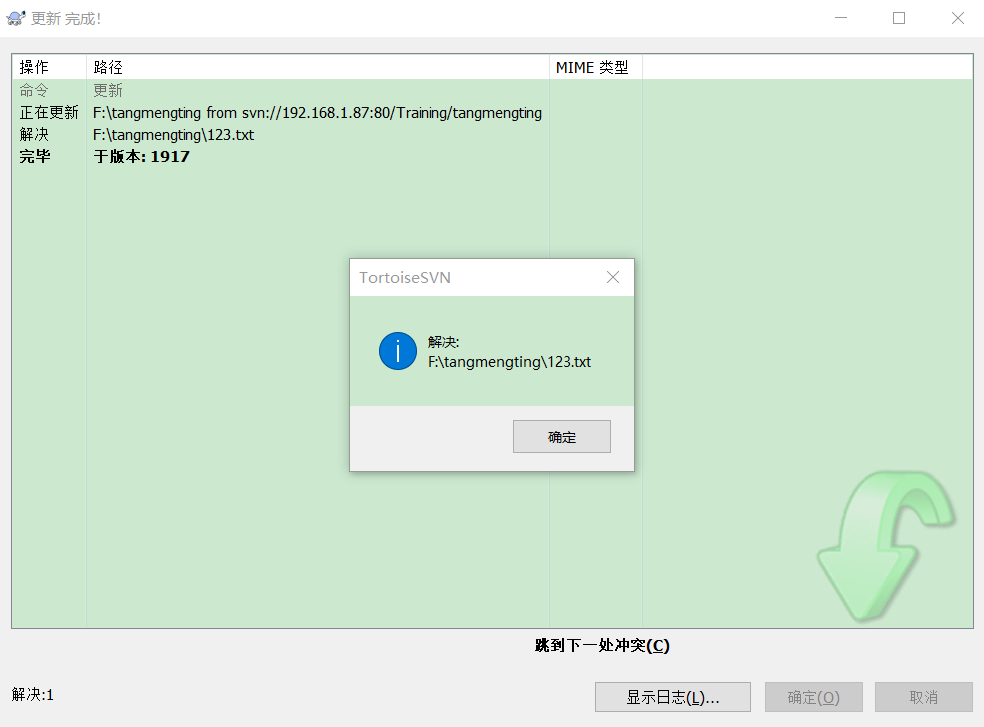 更新 完成!
操作 路径 MIME 类型
命令 更新
正在更新 F:\tangmengting from svn://192.168.1.87:80/Training/tangmengting
解决 F:\tangmengting\123.txt
完毕 于版本: 1917
TortoiseSVN
解决:
F:\tangmengting\123.txt
确定
跳到下一处冲突(C)
解决:1
显示日志(L)... 确定(O) 取消